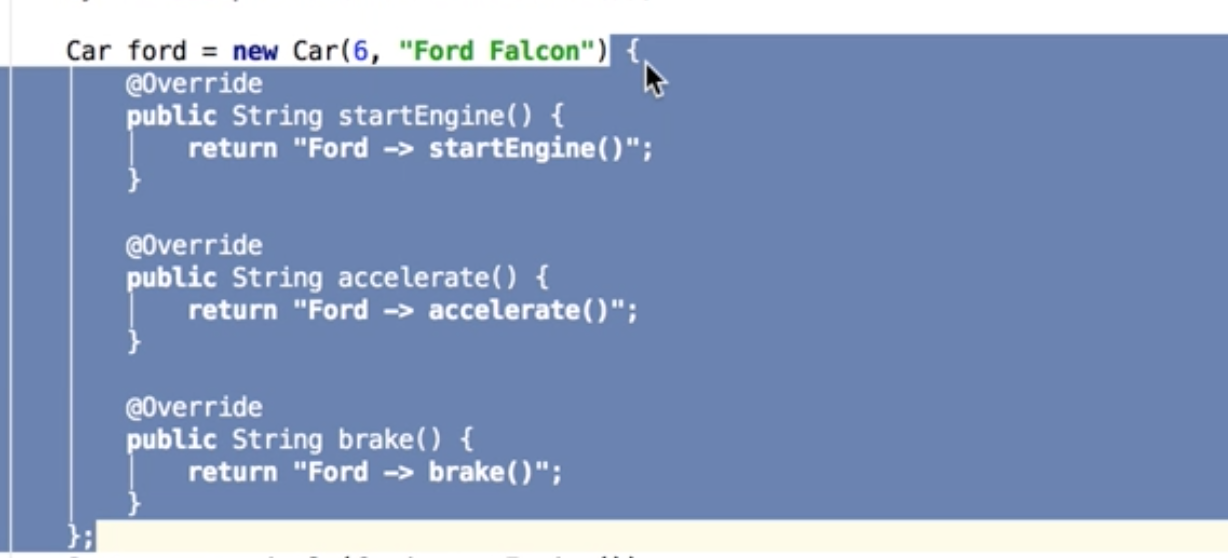 Car ford = new Car(6, "Ford Falcon") {
@Override
public String startEngine() {
return "Ford -> startEngine()";
}
@Override
public String accelerate() {
return "Ford -> accelerate()";
}
@Override
public String brake() {
return "Ford -> brake()";
}
};